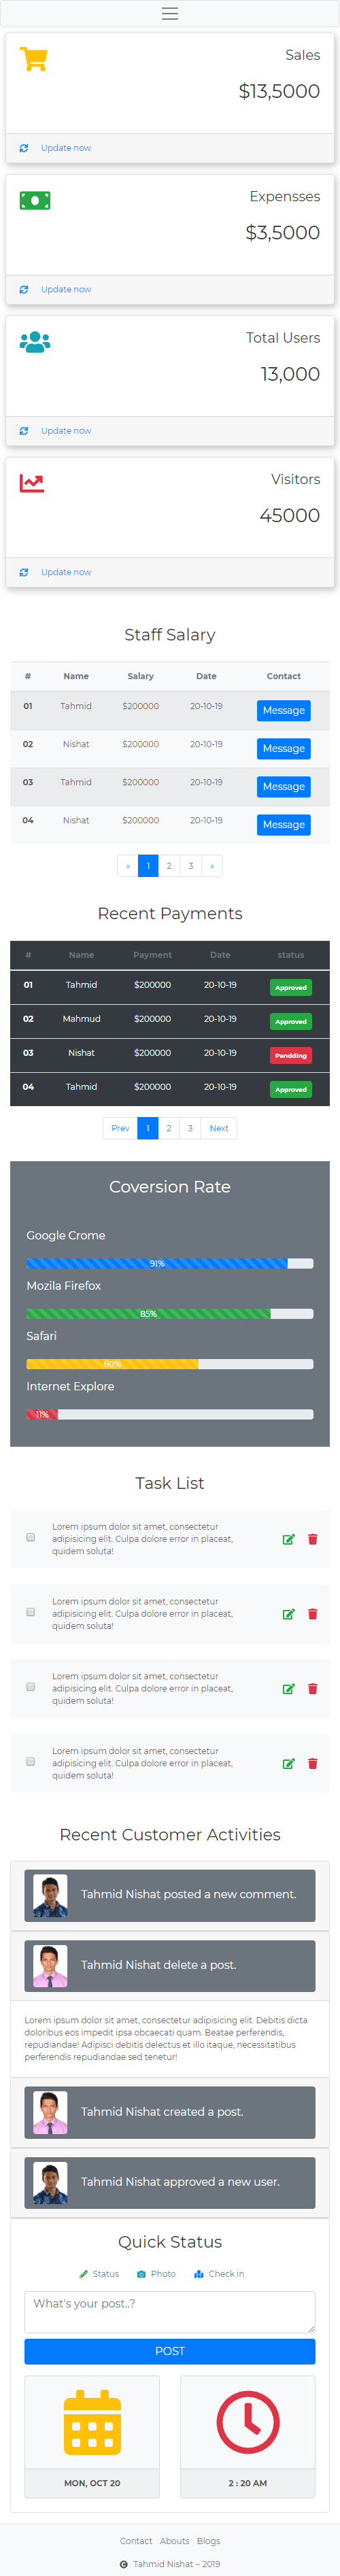 Sales
$13,5000
Update now
Expensses
$3,5000
Update now
Total Users
13,000
Update now
Visitors
45000
Update now
Staff Salary
# Name Salary Date Contact
01 Tahmid $200000 20-10-19 Message
02 Nishat $200000 20-10-19 Message
03 Tahmid $200000 20-10-19 Message
04 Nishat $200000 20-10-19 Message
« 1 2 3 »
Recent Payments
# Name Payment Date status
01 Tahmid $200000 20-10-19 Approved
02 Mahmud $200000 20-10-19 Approved
03 Nishat $200000 20-10-19 Pandding
04 Tahmid $200000 20-10-19 Approved
Prev 1 2 3 Next
Coversion Rate
Google Crome
91%
Mozila Firefox
85%
Safari
60%
Internet Explore
11%
Task List
Lorem ipsum dolor sit amet, consectetur
adipisicing elit. Culpa dolore error in placeat,
quidem soluta!
Lorem ipsum dolor sit amet, consectetur
adipisicing elit. Culpa dolore error in placeat,
quidem soluta!
Lorem ipsum dolor sit amet, consectetur
adipisicing elit. Culpa dolore error in placeat,
quidem soluta!
Lorem ipsum dolor sit amet, consectetur
adipisicing elit. Culpa dolore error in placeat,
quidem soluta!
Recent Customer Activities
Tahmid Nishat posted a new comment.
Tahmid Nishat delete a post.
Lorem ipsum dolor sit amet, consectetur adipisicing elit. Debitis dicta
doloribus eos impedit ipsa obcaecati quam. Beatae perferendis,
repudiandae! Adipisci debitis delectus et illo itaque, necessitatibus
perferendis repudiandae sed tenetur!
Tahmid Nishat created a post.
Tahmid Nishat approved a new user.
Quick Status
Status Photo Check in
What's your post..?
POST
MON, OCT 20
2 : 20 AM
Contact Abouts Blogs
© Tahmid Nishat ~ 2019